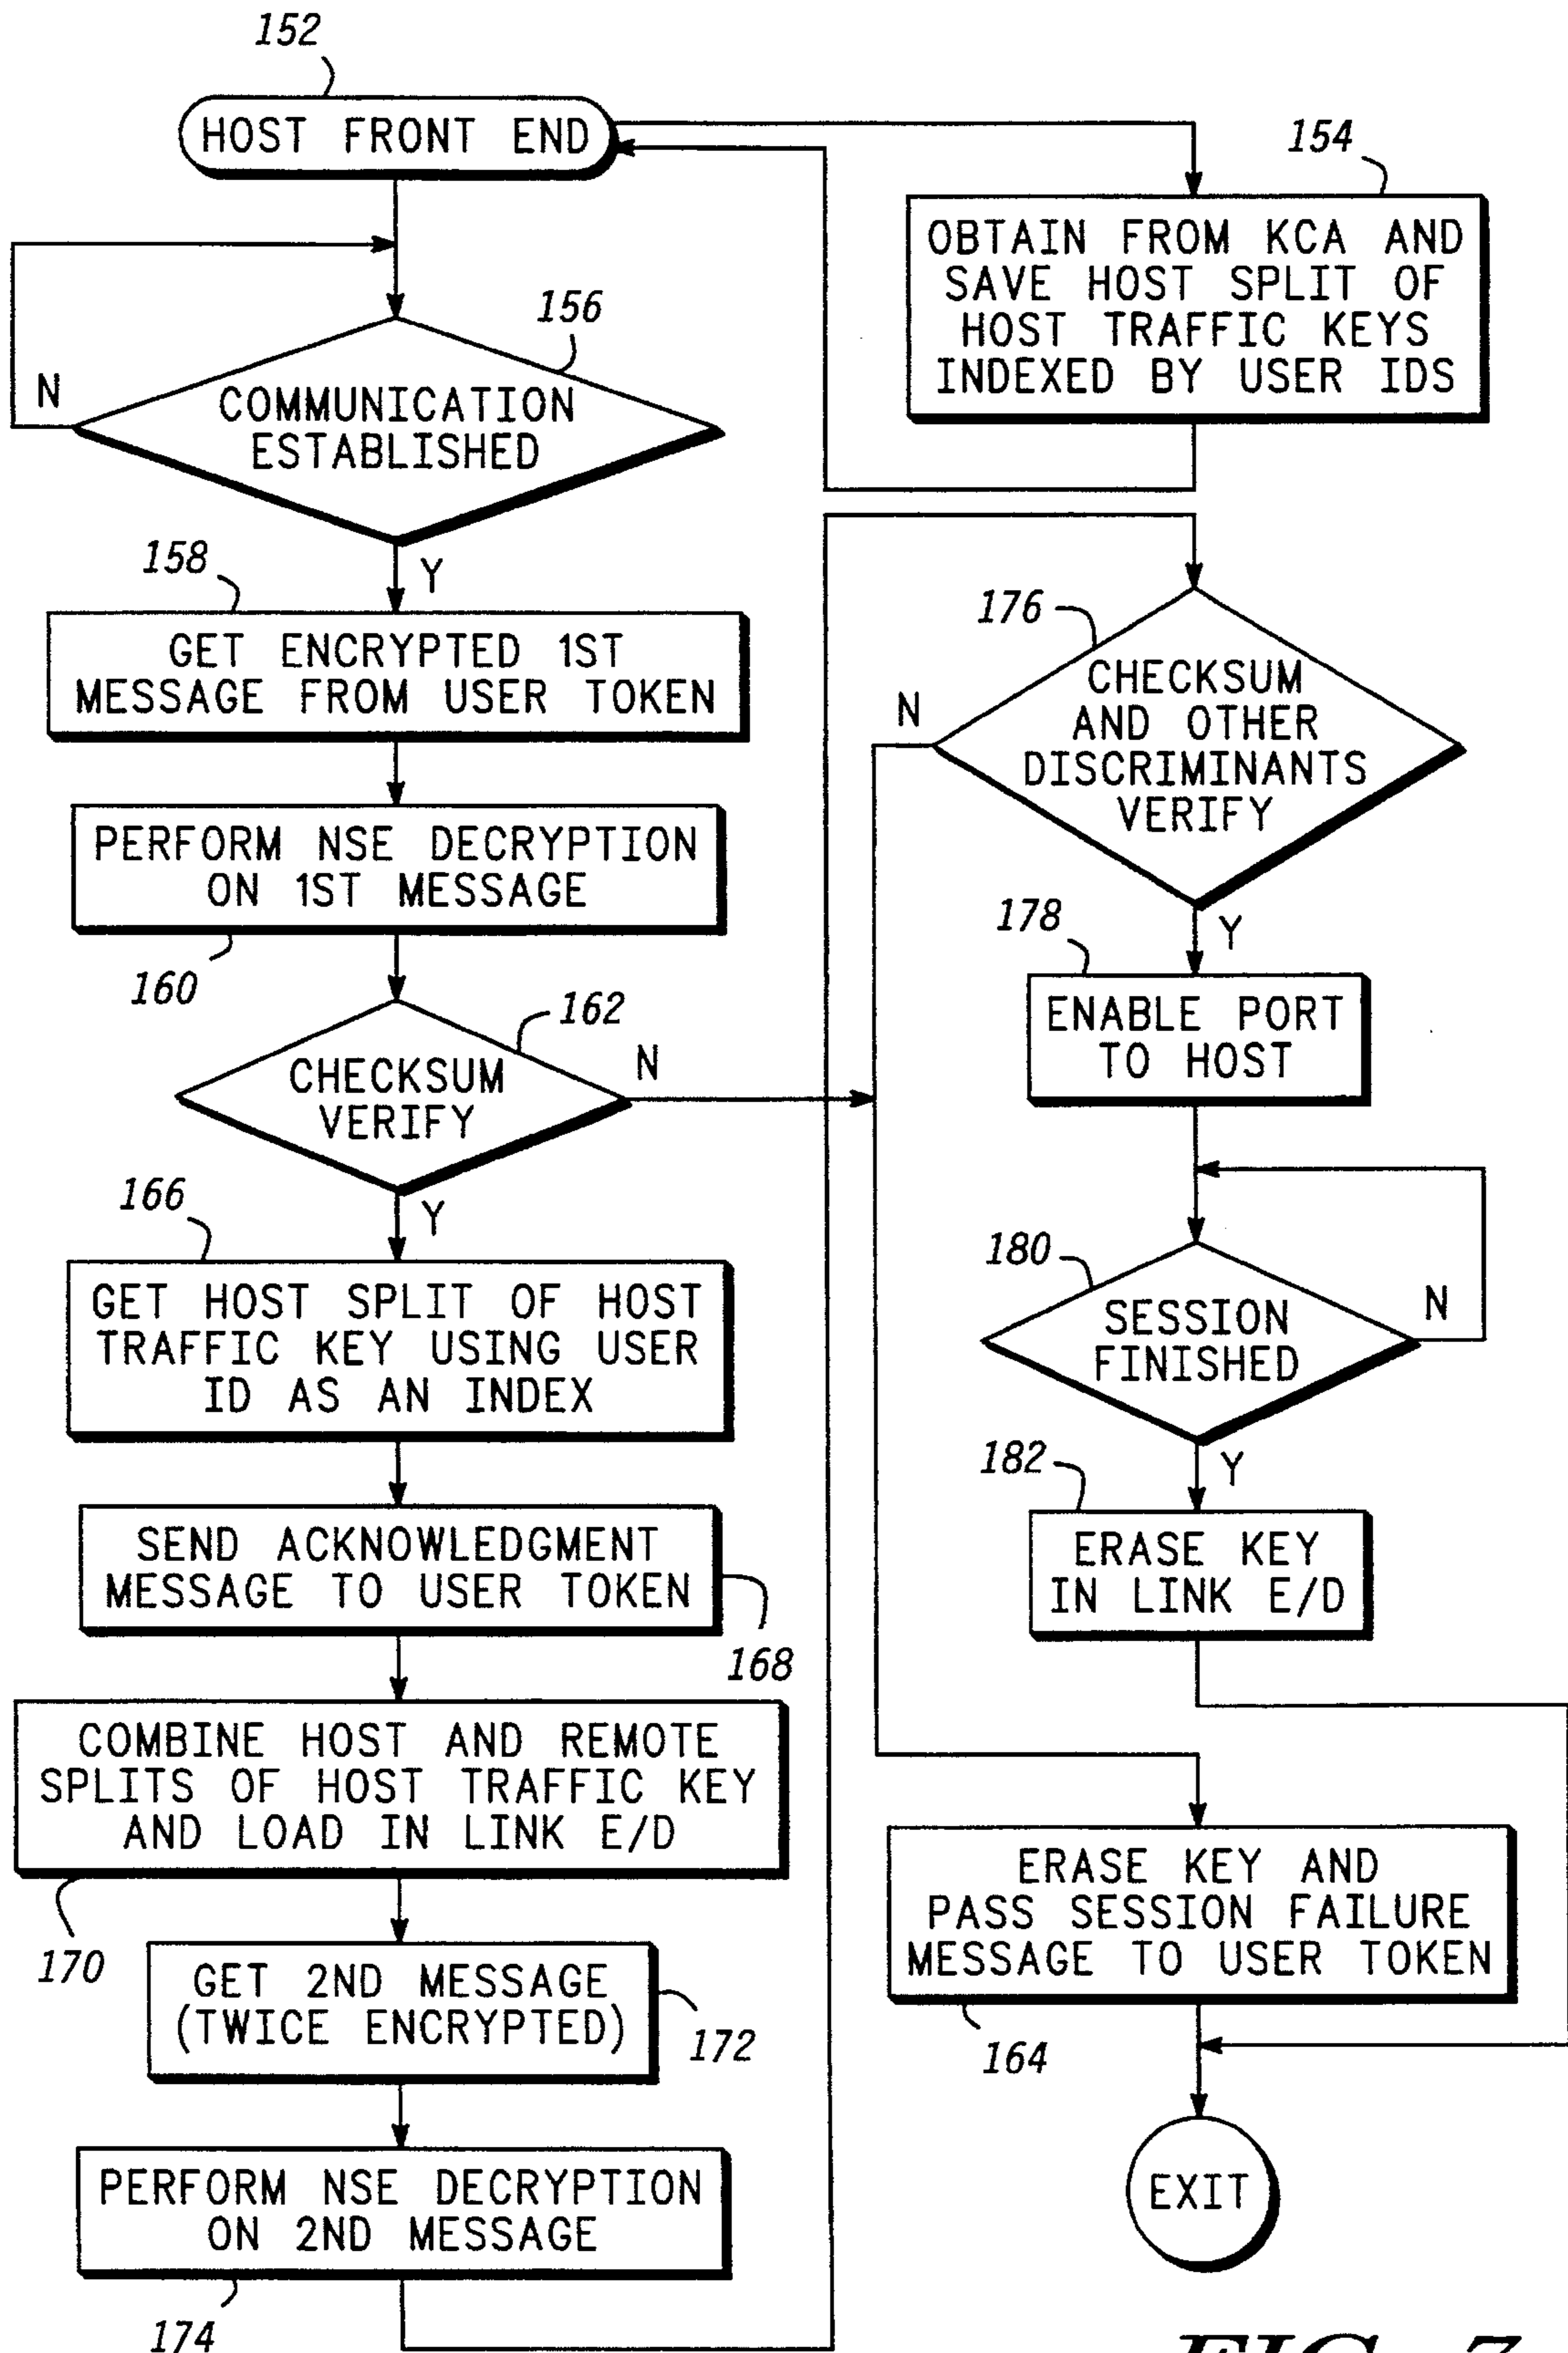 152
HOST FRONT END
154
OBTAIN FROM KCA AND
SAVE HOST SPLIT OF
HOST TRAFFIC KEYS
INDEXED BY USER IDS
156
N
COMMUNICATION
ESTABLISHED
Y
158
GET ENCRYPTED 1ST
MESSAGE FROM USER TOKEN
PERFORM NSE DECRYPTION
ON 1ST MESSAGE
160
162
N
CHECKSUM
VERIFY
Y
166
GET HOST SPLIT OF HOST
TRAFFIC KEY USING USER
ID AS AN INDEX
SEND ACKNOWLEDGMENT
MESSAGE TO USER TOKEN
168
COMBINE HOST AND REMOTE
SPLITS OF HOST TRAFFIC KEY
AND LOAD IN LINK E/D
170
GET 2ND MESSAGE
(TWICE ENCRYPTED)
172
PERFORM NSE DECRYPTION
ON 2ND MESSAGE
174
176
N
CHECKSUM
AND OTHER
DISCRIMINANTS
VERIFY
Y
178
ENABLE PORT
TO HOST
180
SESSION
FINISHED
N
Y
182
ERASE KEY
IN LINK E/D
ERASE KEY AND
PASS SESSION FAILURE
MESSAGE TO USER TOKEN
164
EXIT